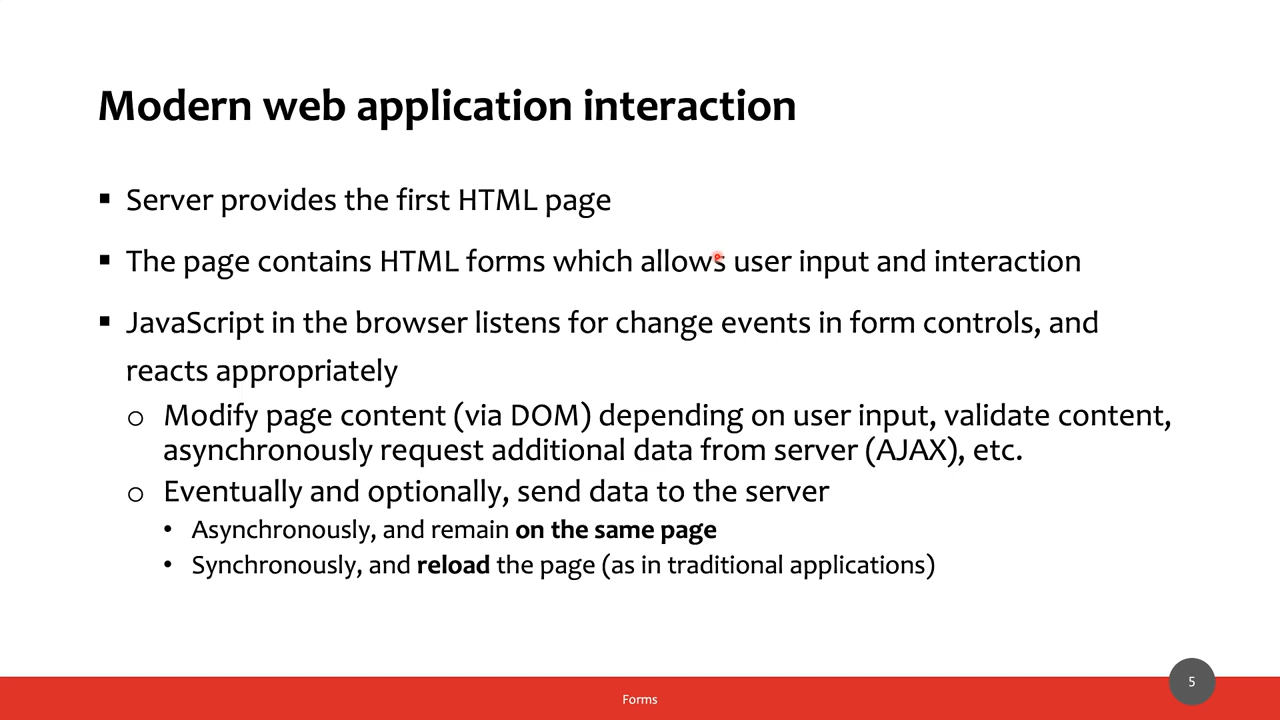 Modern web application interaction
▪ Server provides the first HTML page
▪ The page contains HTML forms which allows user input and interaction
▪ JavaScript in the browser listens for change events in form controls, and
reacts appropriately
o Modify page content (via DOM) depending on user input, validate content,
asynchronously request additional data from server (AJAX), etc.
o Eventually and optionally, send data to the server
• Asynchronously, and remain on the same page
• Synchronously, and reload the page (as in traditional applications)
5
Forms